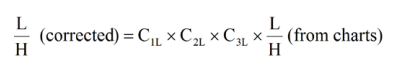 L/H (corrected) = C₁L × C₂L × C₃L × L/H (from charts)